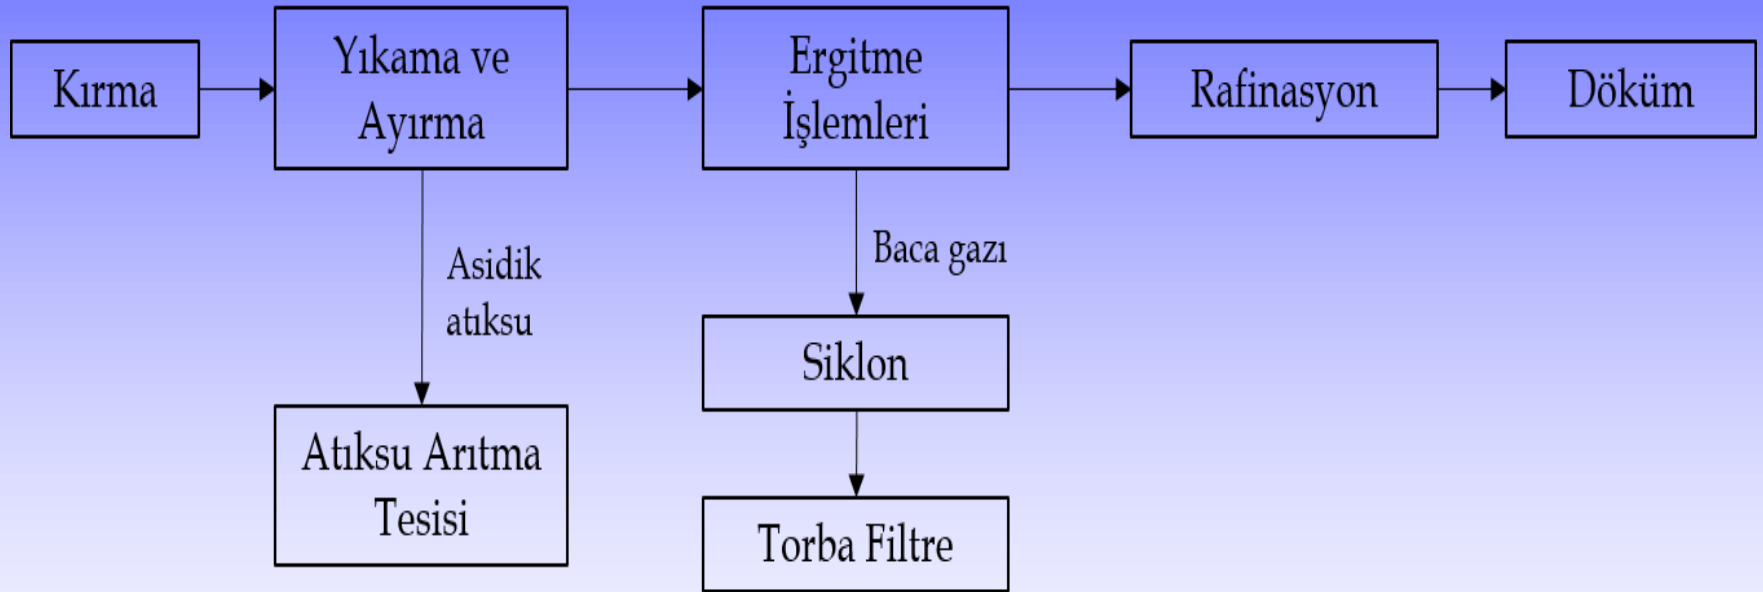 Kırma
Yıkama ve
Ayırma
Ergitme
İşlemleri
Rafinasyon
Döküm
Asidik
atıksu
Baca gazı
Siklon
Atıksu Arıtma
Tesisi
Torba Filtre